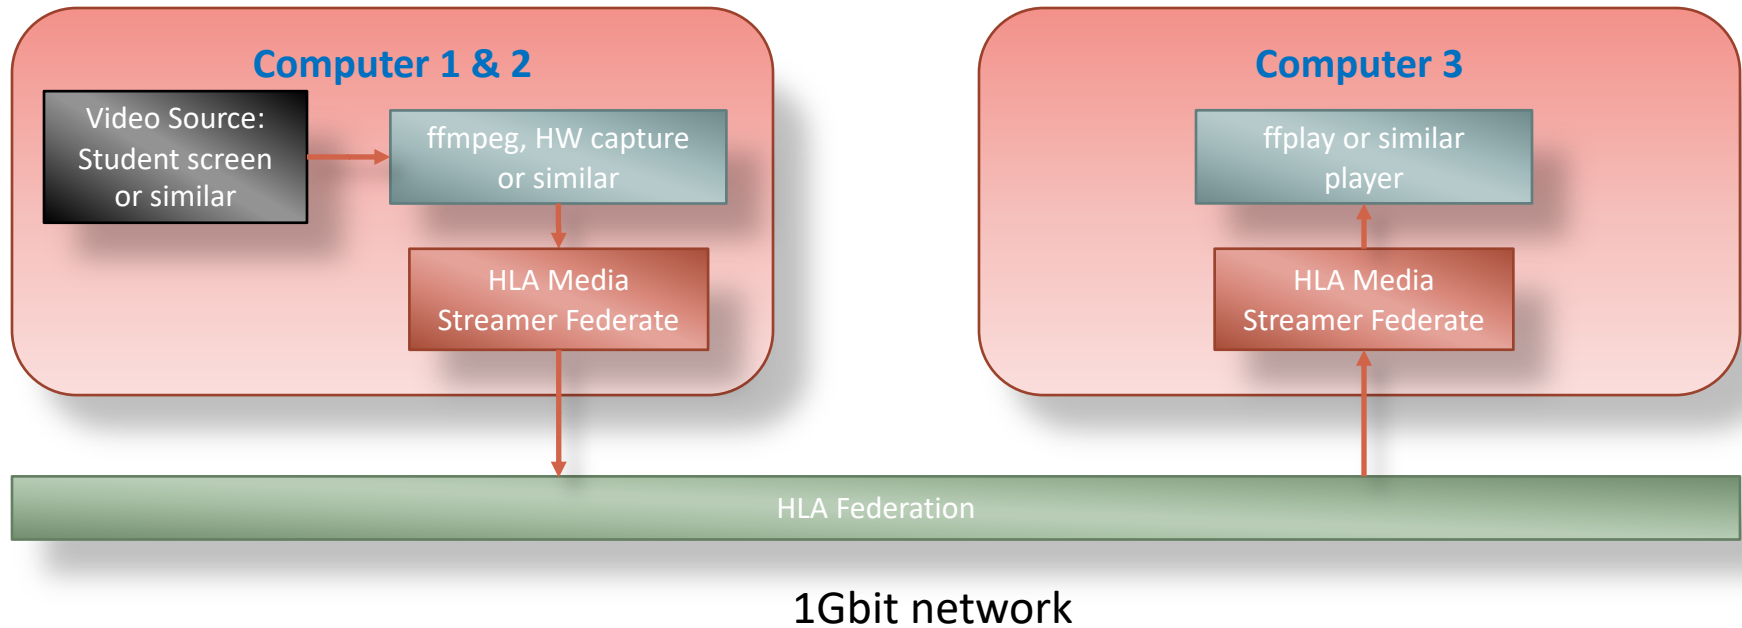 Computer 1 & 2
Video Source:
Student screen
or similar
ffmpeg, HW capture
or similar
HLA Media
Streamer Federate
Computer 3
ffplay or similar
player
HLA Media
Streamer Federate
HLA Federation
1Gbit network